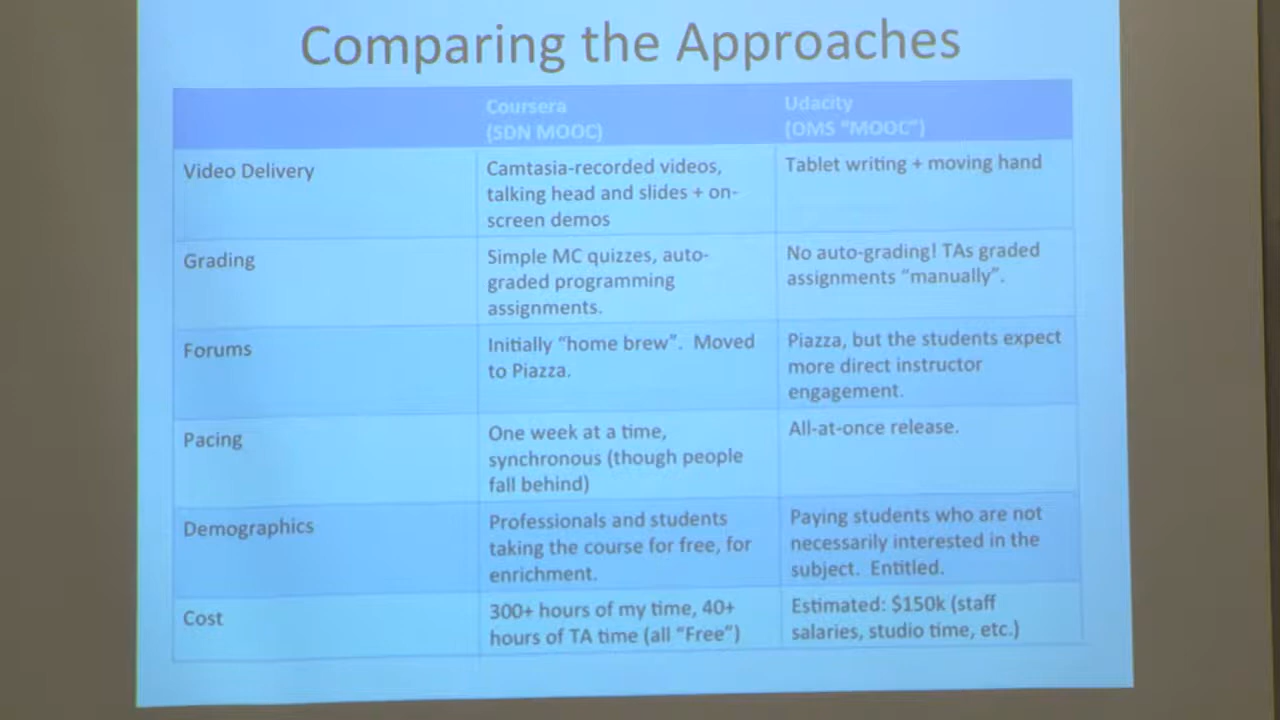 Comparing the Approaches
Coursera
(SDN MOOC)
Udacity
(OMS “MOOC”)
Video Delivery
Camtasia-recorded videos,
talking head and slides + on-
screen demos
Tablet writing + moving hand
Grading
Simple MC quizzes, auto-
graded programming
assignments.
No auto-grading! TAs graded
assignments “manually”.
Forums
Initially “home brew”.  Moved
to Piazza.
Piazza, but the students expect
more direct instructor
engagement.
Pacing
One week at a time,
synchronous (though people
fall behind)
All-at-once release.
Demographics
Professionals and students
taking the course for free, for
enrichment.
Paying students who are not
necessarily interested in the
subject.  Entitled.
Cost
300+ hours of my time, 40+
hours of TA time (all “Free”)
Estimated: $150k (staff
salaries, studio time, etc.)